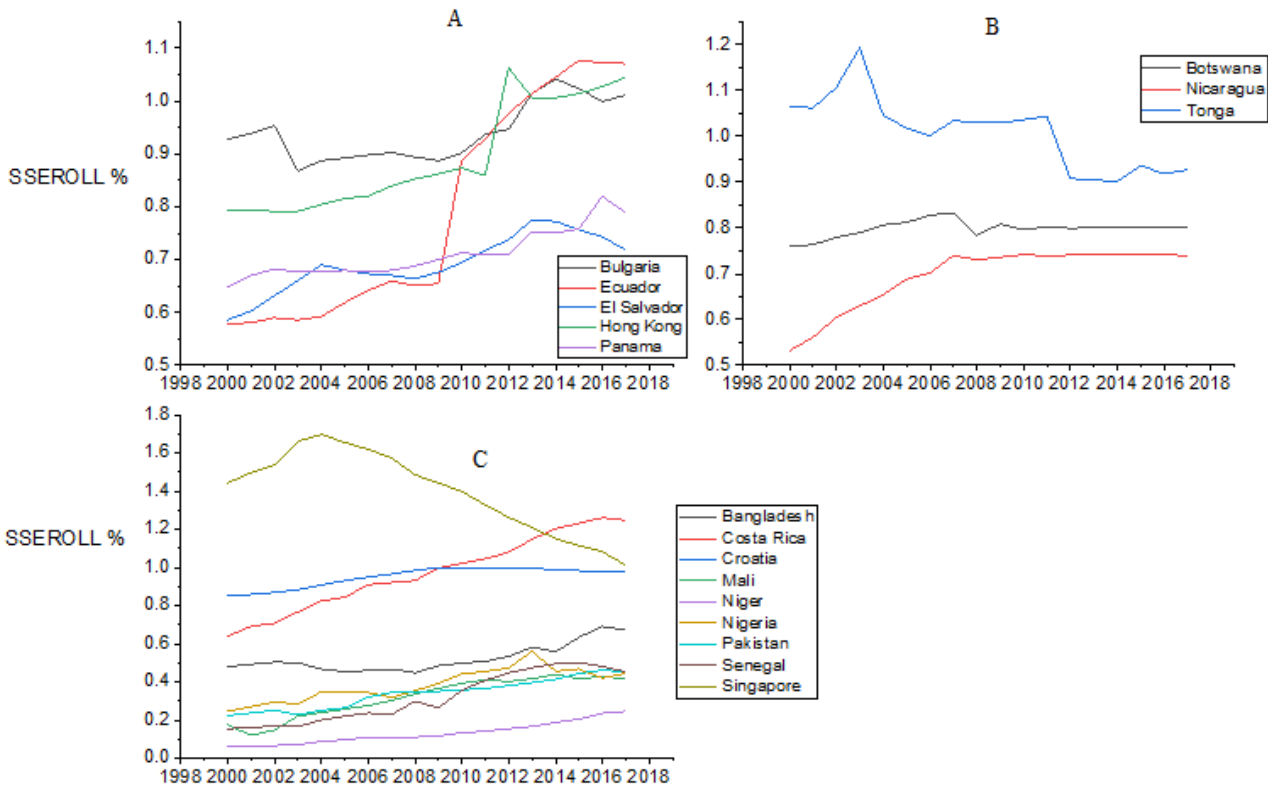 A
1.1
1.0
0.9
0.8
0.7
0.6
0.5
SSEROLL %
Bulgaria
Ecuador
El Salvador
Hong Kong
Panama
1998 2000 2002 2004 2006 2008 2010 2012 2014 2016 2018
B
1.2
1.1
1.0
0.9
0.8
0.7
0.6
0.5
Botswana
Nicaragua
Tonga
1998 2000 2002 2004 2006 2008 2010 2012 2014 2016 2018
C
1.8
1.6
1.4
1.2
1.0
0.8
0.6
0.4
0.2
0.0
SSEROLL %
1998 2000 2002 2004 2006 2008 2010 2012 2014 2016 2018
Bangladesh
Costa Rica
Croatia
Mali
Niger
Nigeria
Pakistan
Senegal
Singapore